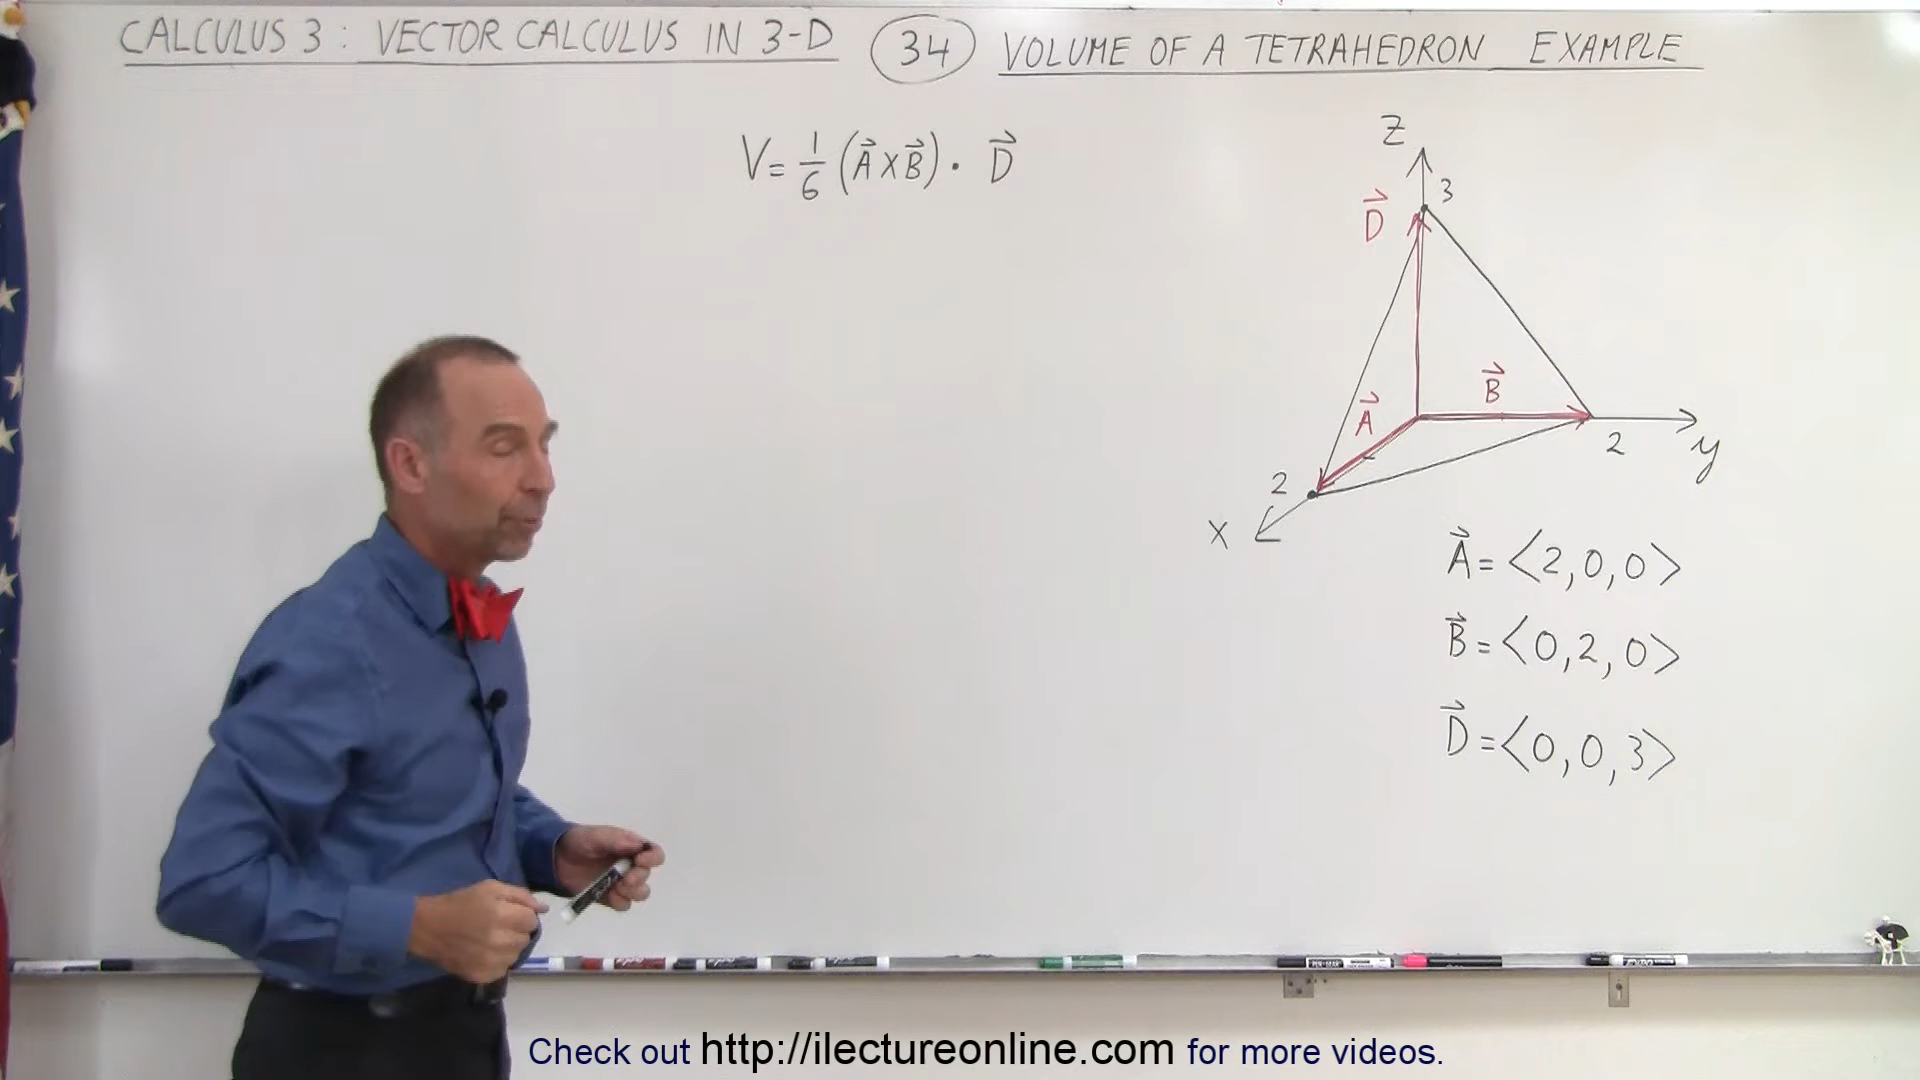 CALCULUS 3: VECTOR CALCULUS IN 3-D 34 VOLUME OF A TETRAHEDRON EXAMPLE
V = 1/6 (A⃗ × B⃗) · D⃗
z
3
D⃗
B⃗
A⃗
2
y
2
x
A⃗ = <2, 0, 0>
B⃗ = <0, 2, 0>
D⃗ = <0, 0, 3>
Check out http://ilectureonline.com for more videos.